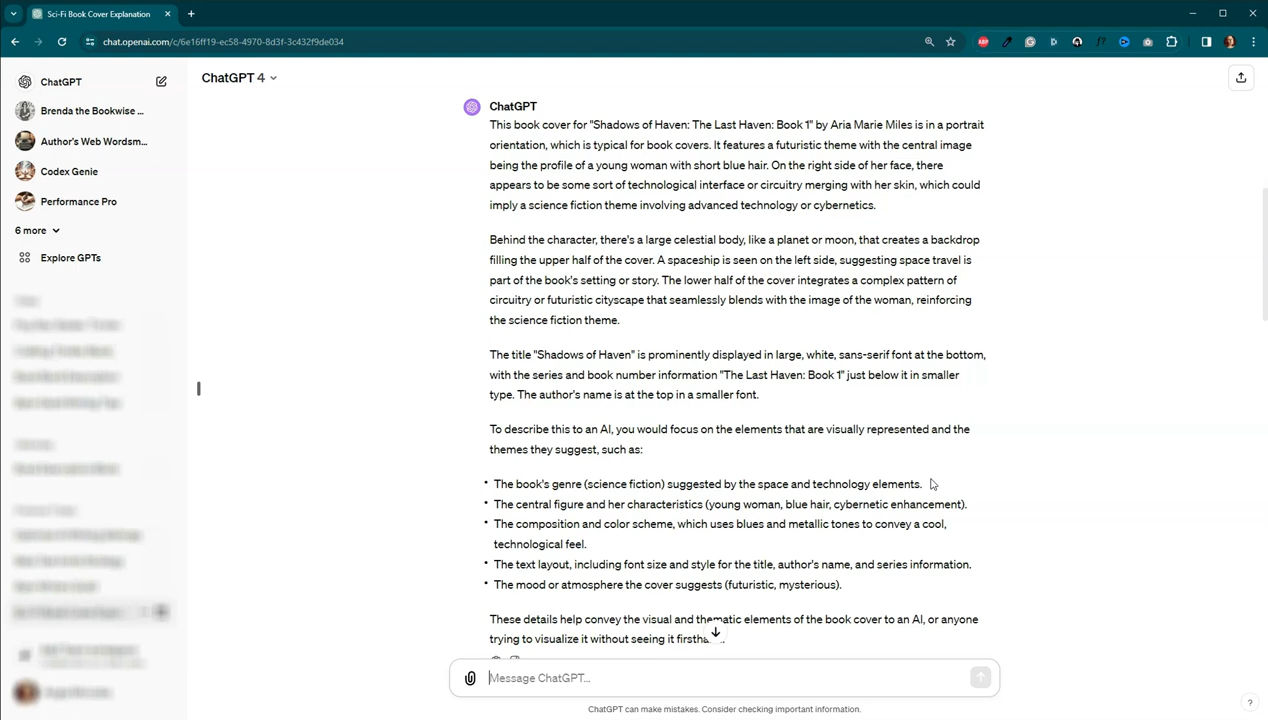 Sci-Fi Book Cover Explanation
chat.openai.com/c/6e16ff19-ec58-4970-8d3f-3c432f9de034
ChatGPT
Brenda the Bookwise ...
Author's Web Wordsm...
Codex Genie
Performance Pro
6 more
Explore GPTs
ChatGPT 4
ChatGPT
This book cover for "Shadows of Haven: The Last Haven: Book 1" by Aria Marie Miles is in a portrait
orientation, which is typical for book covers. It features a futuristic theme with the central image
being the profile of a young woman with short blue hair. On the right side of her face, there
appears to be some sort of technological interface or circuitry merging with her skin, which could
imply a science fiction theme involving advanced technology or cybernetics.
Behind the character, there's a large celestial body, like a planet or moon, that creates a backdrop
filling the upper half of the cover. A spaceship is seen on the left side, suggesting space travel is
part of the book's setting or story. The lower half of the cover integrates a complex pattern of
circuitry or futuristic cityscape that seamlessly blends with the image of the woman, reinforcing
the science fiction theme.
The title "Shadows of Haven" is prominently displayed in large, white, sans-serif font at the bottom,
with the series and book number information "The Last Haven: Book 1" just below it in smaller
type. The author's name is at the top in a smaller font.
To describe this to an AI, you would focus on the elements that are visually represented and the
themes they suggest, such as:
• The book's genre (science fiction) suggested by the space and technology elements.
• The central figure and her characteristics (young woman, blue hair, cybernetic enhancement).
• The composition and color scheme, which uses blues and metallic tones to convey a cool,
technological feel.
• The text layout, including font size and style for the title, author's name, and series information.
• The mood or atmosphere the cover suggests (futuristic, mysterious).
These details help convey the visual and thematic elements of the book cover to an AI, or anyone
trying to visualize it without seeing it
Message ChatGPT...
ChatGPT can make mistakes. Consider checking important information.
?